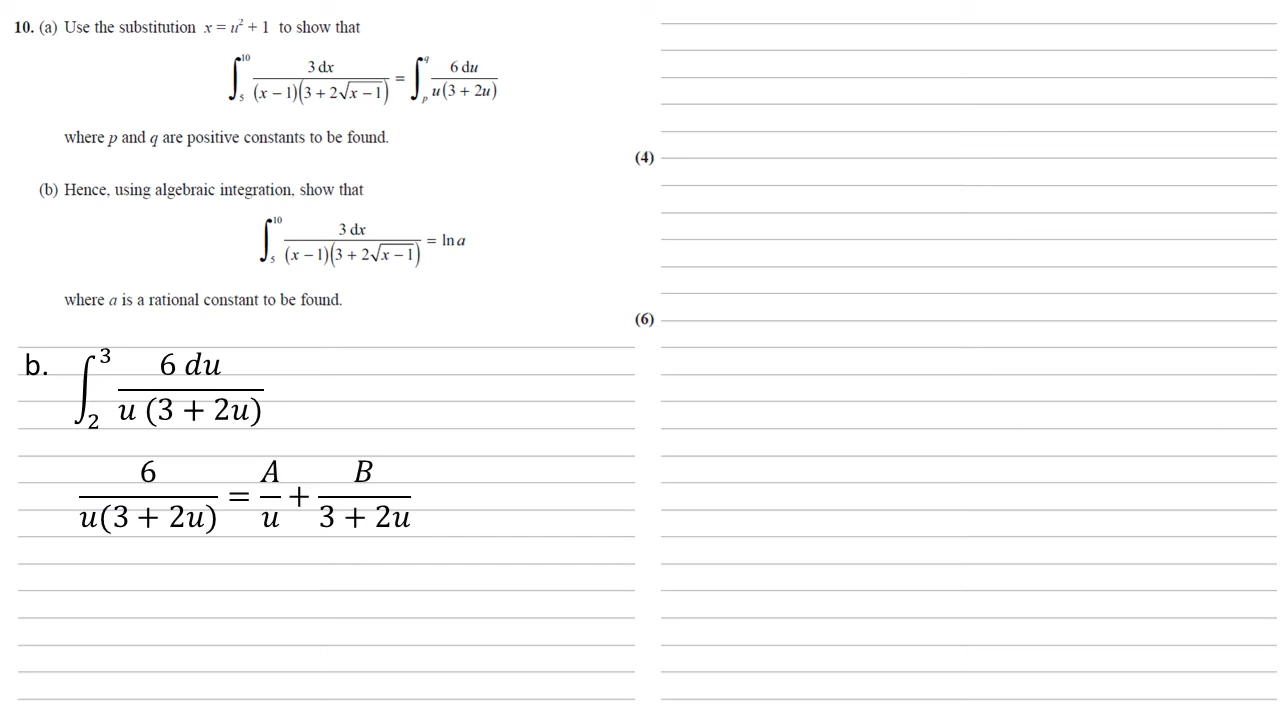 10. (a) Use the substitution x = u² + 1 to show that
∫₅¹⁰ 3 dx / ((x − 1)(3 + 2√(x − 1))) = ∫ₚ^q 6 du / (u(3 + 2u))
where p and q are positive constants to be found.
(4)
(b) Hence, using algebraic integration, show that
∫₅¹⁰ 3 dx / ((x − 1)(3 + 2√(x − 1))) = ln a
where a is a rational constant to be found.
(6)
b. ∫₂³ 6 du / (u (3 + 2u))
6 / (u(3 + 2u)) = A/u + B/(3 + 2u)